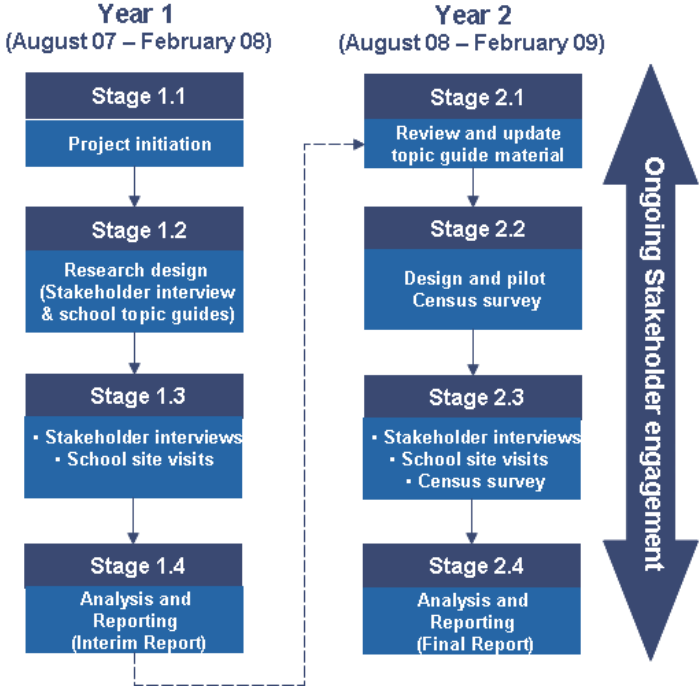 Year 1
(August 07 – February 08)
Stage 1.1
Project initiation
Stage 1.2
Research design
(Stakeholder interview
& school topic guides)
Stage 1.3
▪ Stakeholder interviews
▪ School site visits
Stage 1.4
Analysis and
Reporting
(Interim Report)
Year 2
(August 08 – February 09)
Stage 2.1
Review and update
topic guide material
Stage 2.2
Design and pilot
Census survey
Stage 2.3
▪ Stakeholder interviews
▪ School site visits
▪ Census survey
Stage 2.4
Analysis and
Reporting
(Final Report)
Ongoing Stakeholder engagement